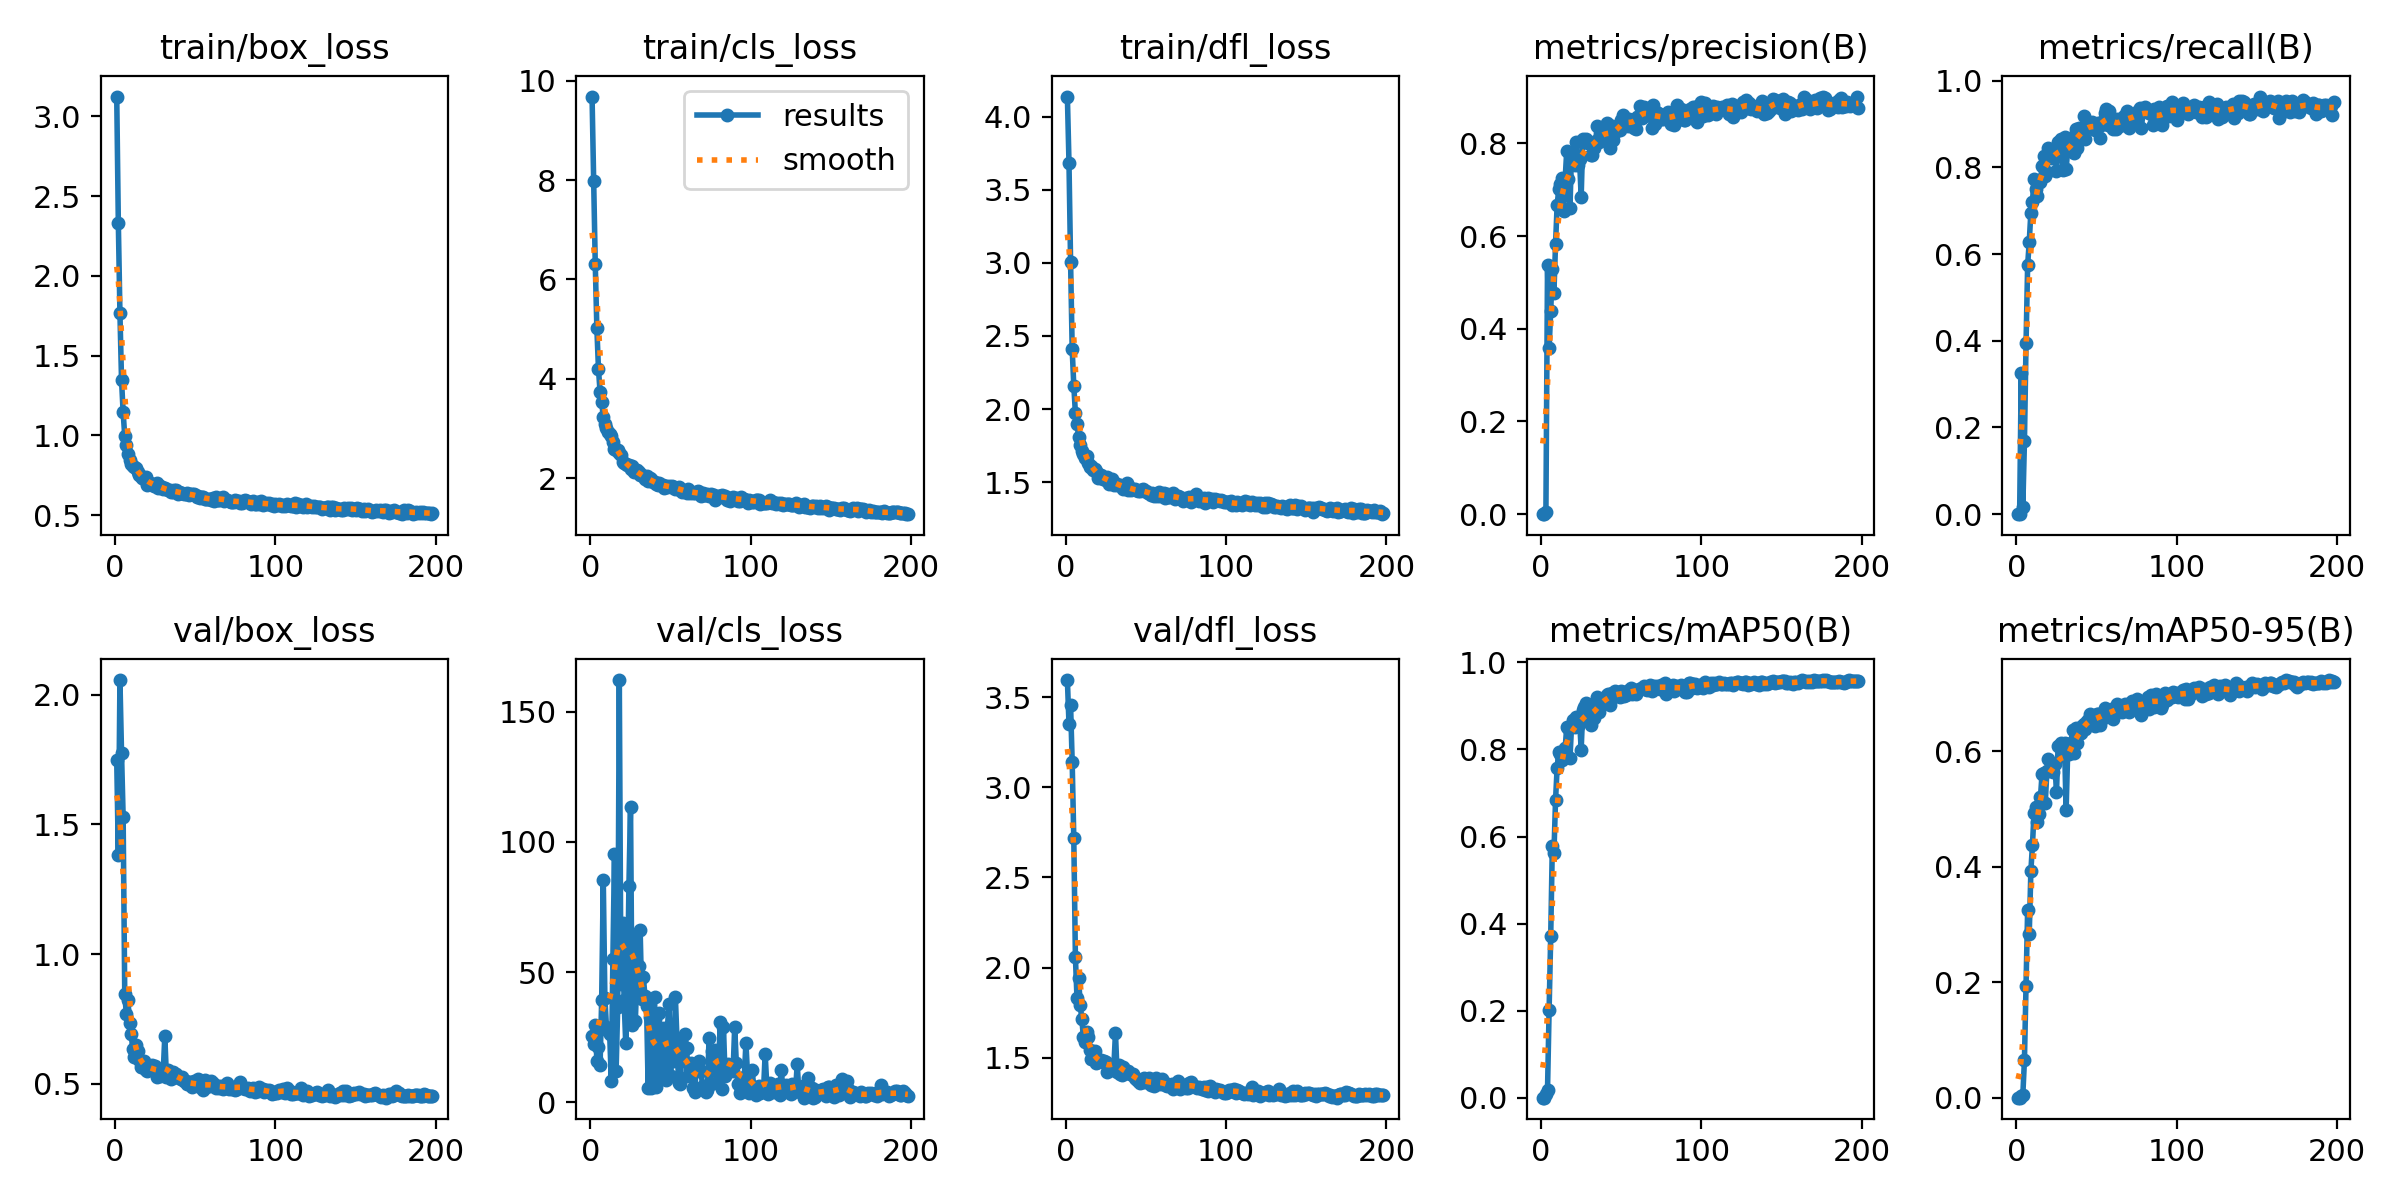 train/box_loss
3.0
2.5
2.0
1.5
1.0
0.5
0 100 200
train/cls_loss
results
smooth
10
8
6
4
2
0 100 200
train/dfl_loss
4.0
3.5
3.0
2.5
2.0
1.5
0 100 200
metrics/precision(B)
0.8
0.6
0.4
0.2
0.0
0 100 200
metrics/recall(B)
1.0
0.8
0.6
0.4
0.2
0.0
0 100 200
val/box_loss
2.0
1.5
1.0
0.5
0 100 200
val/cls_loss
150
100
50
0
0 100 200
val/dfl_loss
3.5
3.0
2.5
2.0
1.5
0 100 200
metrics/mAP50(B)
1.0
0.8
0.6
0.4
0.2
0.0
0 100 200
metrics/mAP50-95(B)
0.6
0.4
0.2
0.0
0 100 200